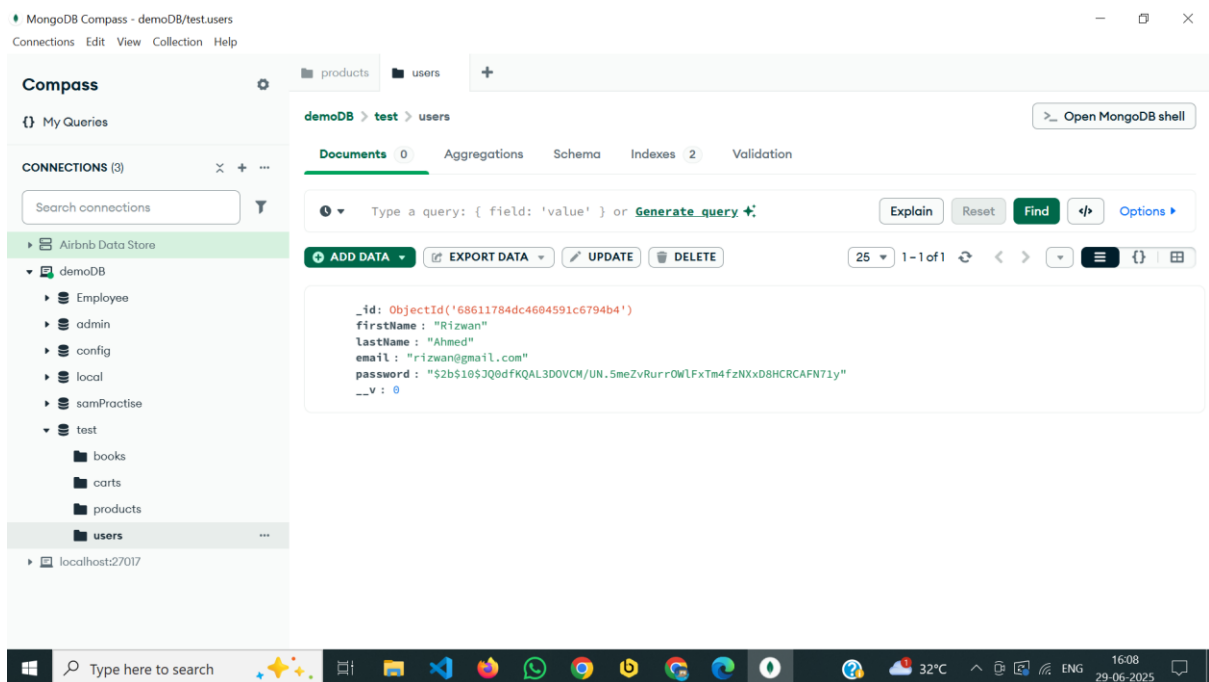 MongoDB Compass - demoDB/test.users
Connections Edit View Collection Help
Compass
{} My Queries
CONNECTIONS (3)
Search connections
Airbnb Data Store
demoDB
Employee
admin
config
local
samPractise
test
books
carts
products
users
localhost:27017
products users
demoDB > test > users
>_ Open MongoDB shell
Documents 0 Aggregations Schema Indexes 2 Validation
Type a query: { field: 'value' } or Generate query
Explain Reset Find </> Options
ADD DATA EXPORT DATA UPDATE DELETE
25 1-1 of 1 {}
_id: ObjectId('68611784dc4604591c6794b4')
firstName : "Rizwan"
lastName : "Ahmed"
email : "rizwan@gmail.com"
password : "$2b$10$JQ0dfKQAL3DOVCM/UN.5meZvRurrOWlFxTm4fzNXxD8HCRCAFN71y"
__v : 0
Type here to search
32°C
ENG
16:08
29-06-2025